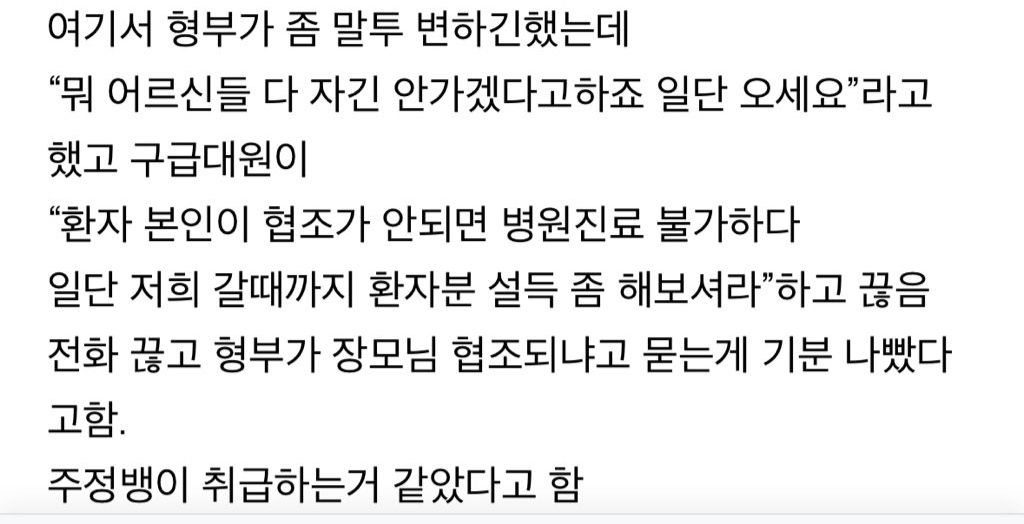 여기서 형부가 좀 말투 변하긴했는데
“뭐 어르신들 다 자긴 안가겠다고하죠 일단 오세요”라고
했고 구급대원이
“환자 본인이 협조가 안되면 병원진료 불가하다
일단 저희 갈때까지 환자분 설득 좀 해보셔라”하고 끊음
전화 끊고 형부가 장모님 협조되냐고 묻는게 기분 나빴다
고함.
주정뱅이 취급하는거 같았다고 함